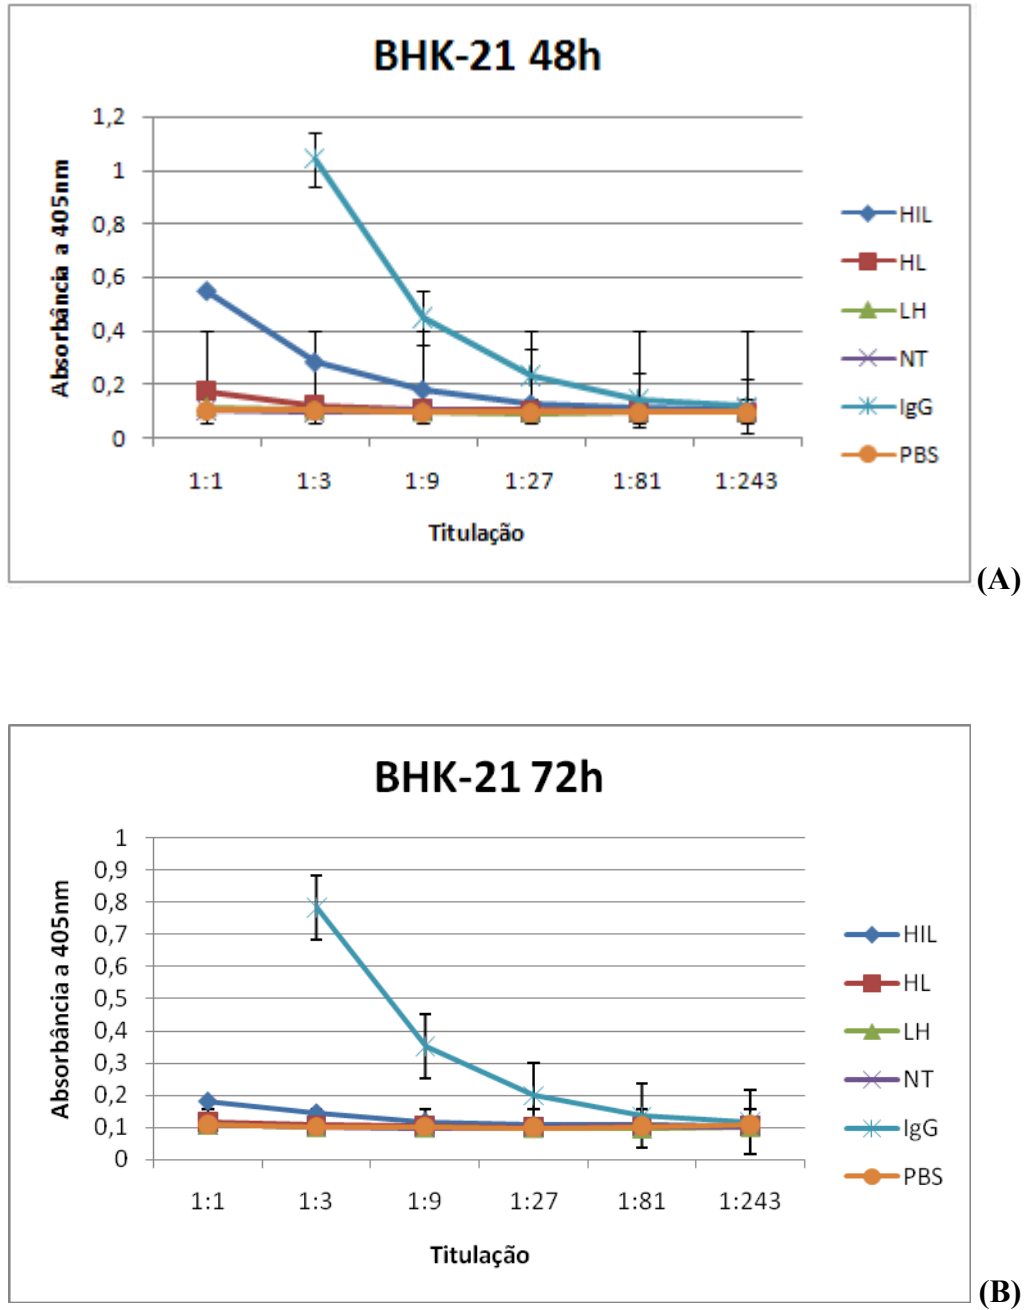 BHK-21 48h
Absorbância a 405nm
1,2
1
0,8
0,6
0,4
0,2
0
1:1 1:3 1:9 1:27 1:81 1:243
Titulação
HIL
HL
LH
NT
IgG
PBS
(A)
BHK-21 72h
Absorbância a 405nm
1
0,9
0,8
0,7
0,6
0,5
0,4
0,3
0,2
0,1
0
1:1 1:3 1:9 1:27 1:81 1:243
Titulação
HIL
HL
LH
NT
IgG
PBS
(B)